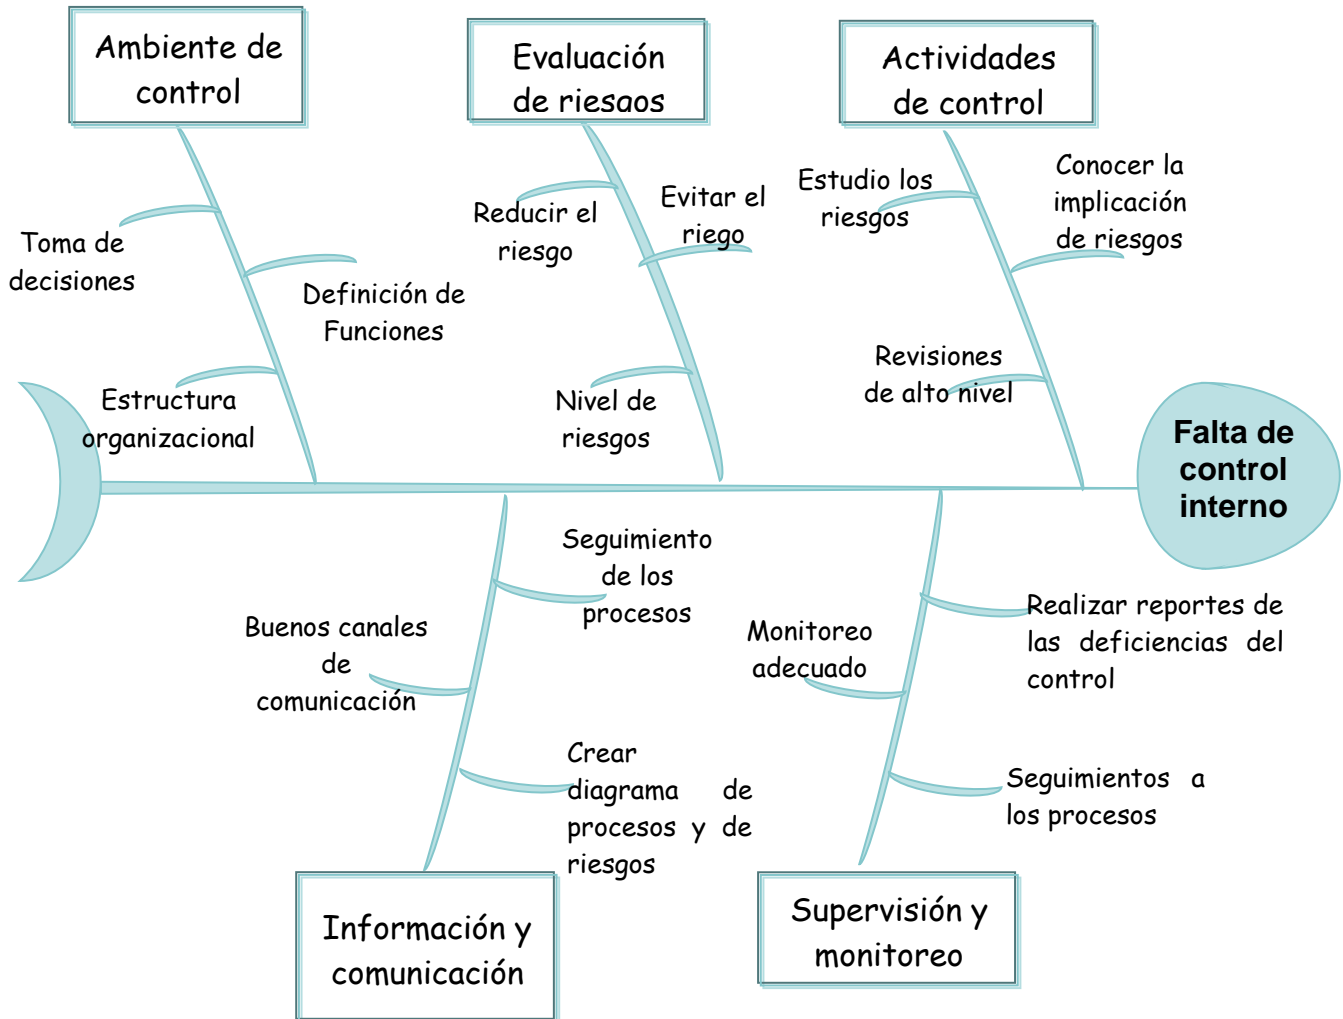 Ambiente de
control
Evaluación
de riesgos
Actividades
de control
Toma de
decisiones
Definición de
Funciones
Estructura
organizacional
Reducir el
riesgo
Evitar el
riego
Nivel de
riesgos
Estudio los
riesgos
Conocer la
implicación
de riesgos
Revisiones
de alto nivel
Falta de
control
interno
Seguimiento
de los
procesos
Buenos canales
de
comunicación
Crear
diagrama de
procesos y de
riesgos
Monitoreo
adecuado
Realizar reportes de
las deficiencias del
control
Seguimientos a
los procesos
Información y
comunicación
Supervisión y
monitoreo